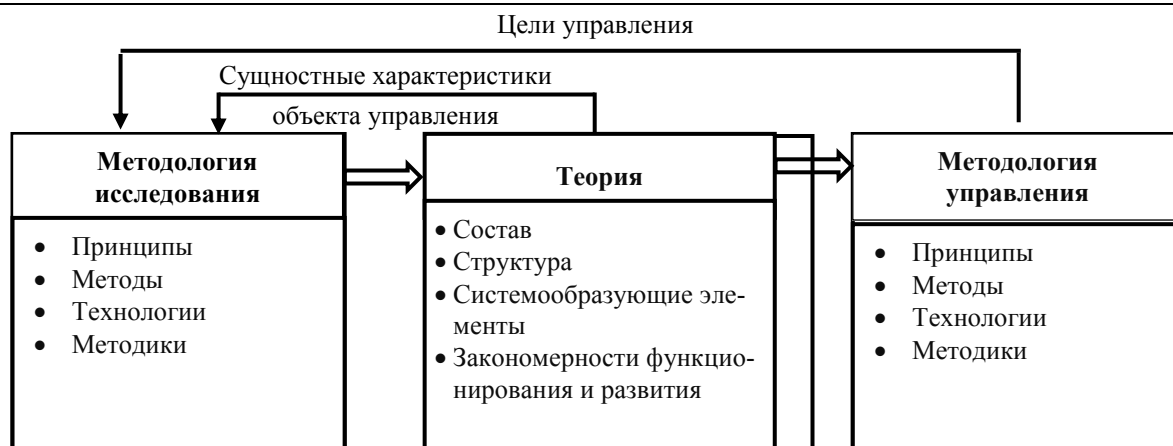 Цели управления
Сущностные характеристики
объекта управления
Методология
исследования
• Принципы
• Методы
• Технологии
• Методики
Теория
• Состав
• Структура
• Системообразующие эле-
менты
• Закономерности функцио-
нирования и развития
Методология
управления
• Принципы
• Методы
• Технологии
• Методики